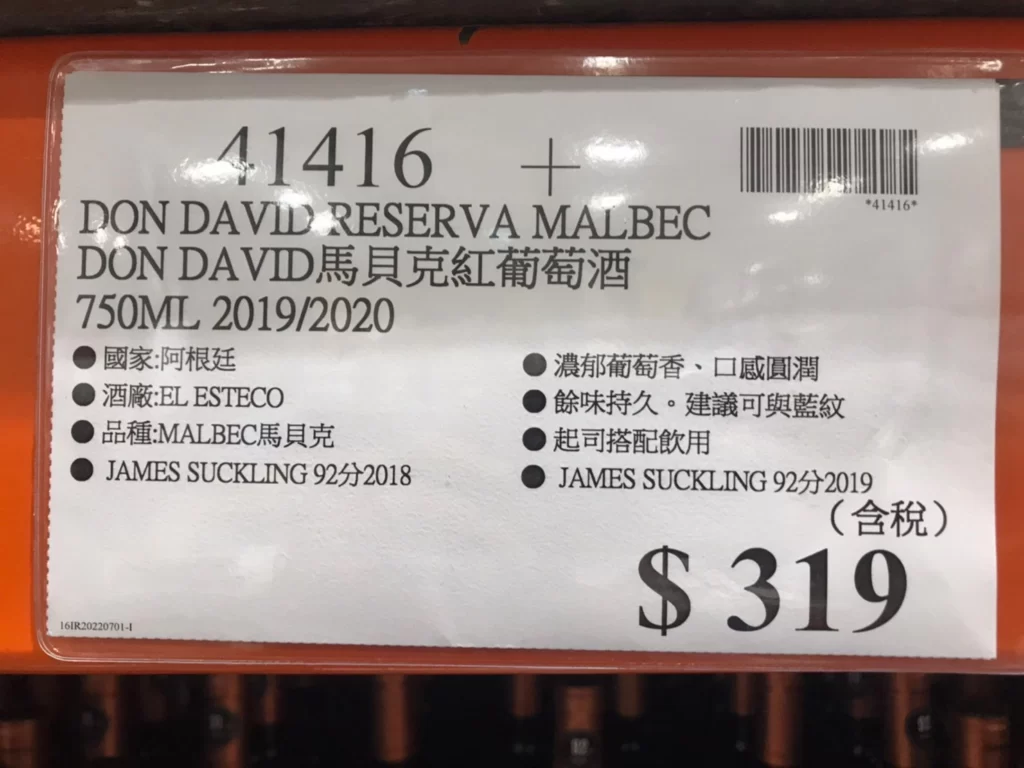 41416 +
*41416*
DON DAVID RESERVA MALBEC
DON DAVID馬貝克紅葡萄酒
750ML 2019/2020
●國家:阿根廷
●酒廠:EL ESTECO
●品種:MALBEC馬貝克
●JAMES SUCKLING 92分2018
●濃郁葡萄香、口感圓潤
●餘味持久。建議可與藍紋
●起司搭配飲用
●JAMES SUCKLING 92分2019
（含稅）
$ 319
16IR20220701-I